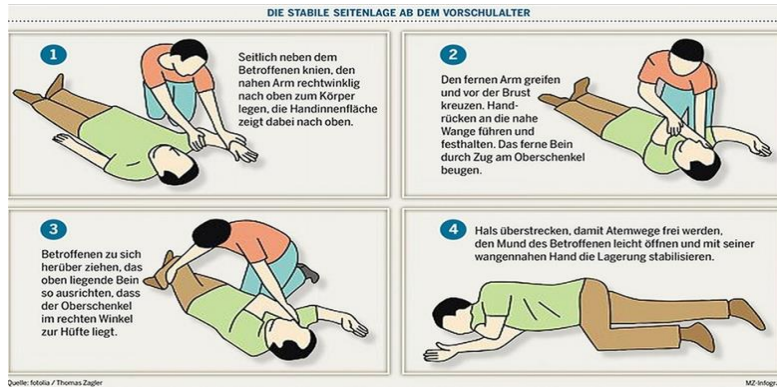 DIE STABILE SEITENLAGE AB DEM VORSCHULALTER
1
Seitlich neben dem
Betroffenen knien, den
nahen Arm rechtwinklig
nach oben zum Körper
legen, die Handinnenfläche
zeigt dabei nach oben.
2
Den fernen Arm greifen
und vor der Brust
kreuzen. Hand-
rücken an die nahe
Wange führen und
festhalten. Das ferne Bein
durch Zug am Oberschenkel
beugen.
3
Betroffenen zu sich
herüber ziehen, das
oben liegende Bein
so ausrichten, dass
der Oberschenkel
im rechten Winkel
zur Hüfte liegt.
4
Hals überstrecken, damit Atemwege frei werden,
den Mund des Betroffenen leicht öffnen und mit seiner
wangennahen Hand die Lagerung stabilisieren.
Quelle: fotolia / Thomas Zagler
MZ-Infogra